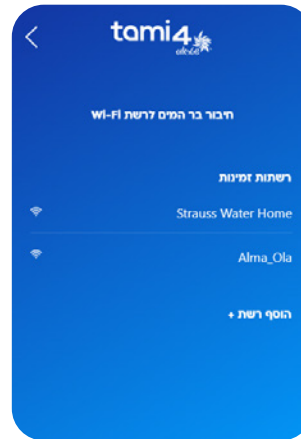 tami4
חיבור בר המים לרשת Wi-Fi
רשתות זמינות
Strauss Water Home
Alma_Ola
הוסף רשת +